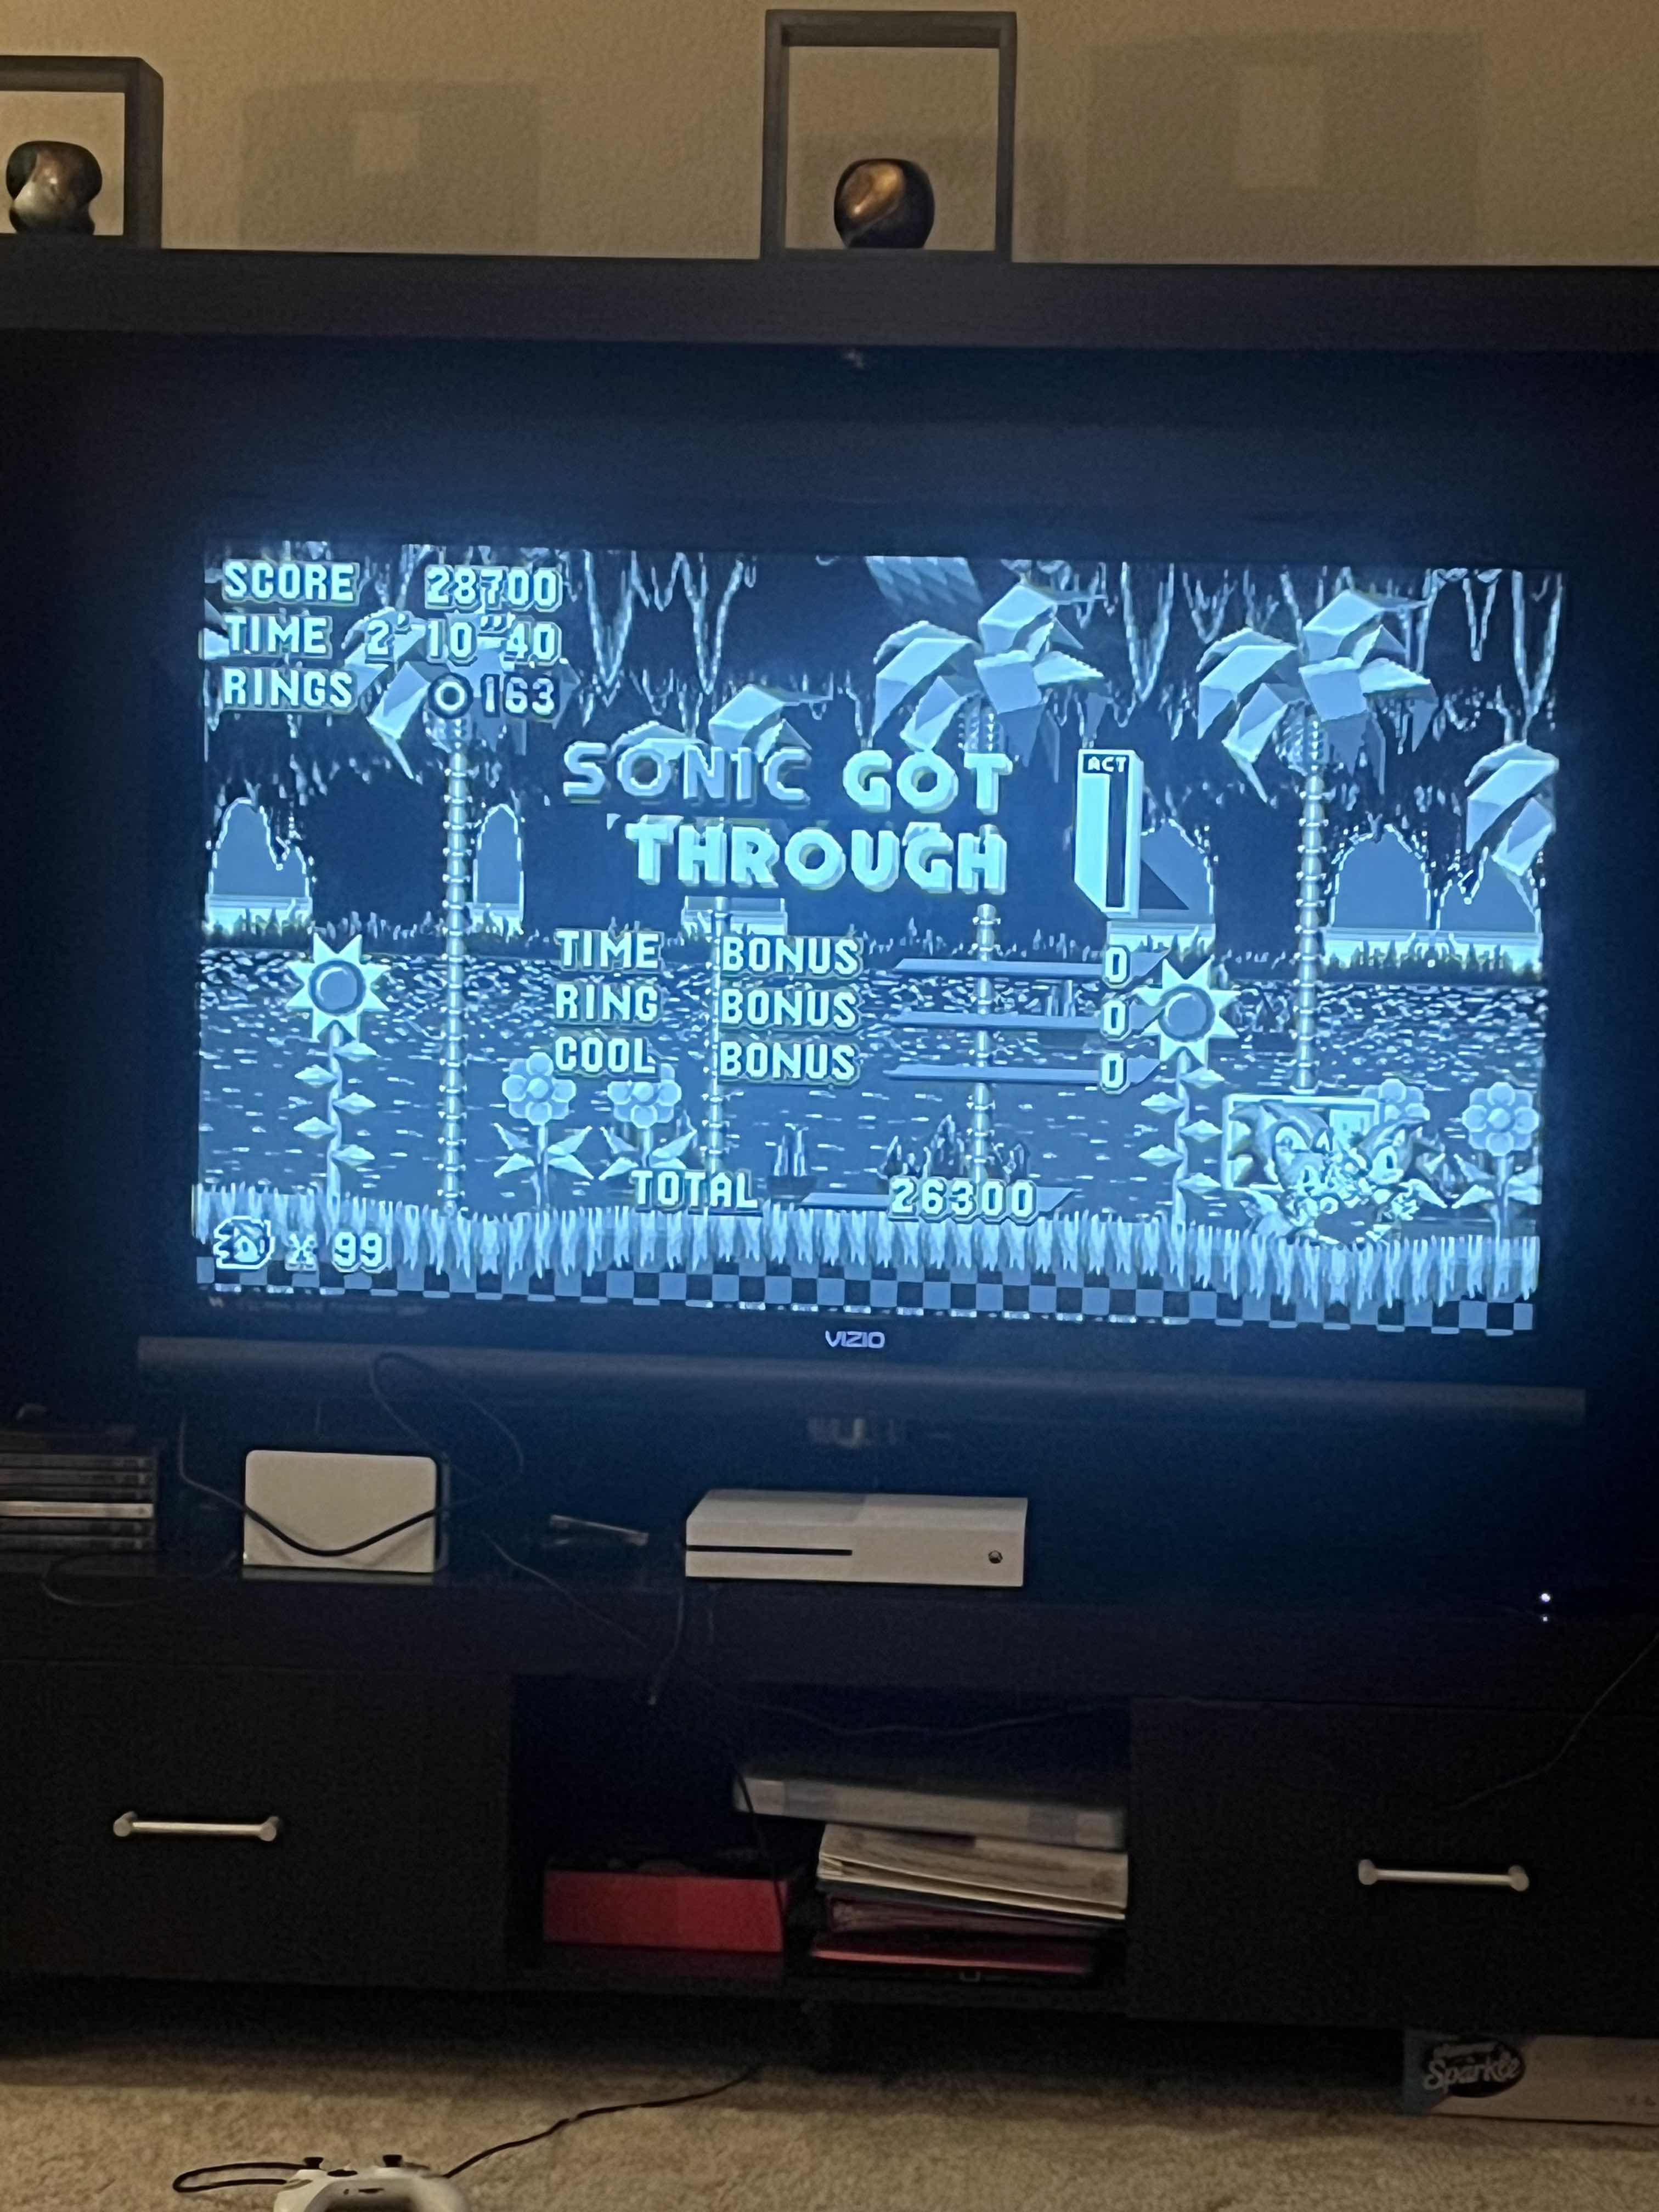 SCORE 28700
TIME 2'10"40
RINGS 163
SONIC GOT
THROUGH
ACT
1
TIME BONUS 0
RING BONUS 0
COOL BONUS 0
TOTAL 26300
x 99
VIZIO
Sparkle